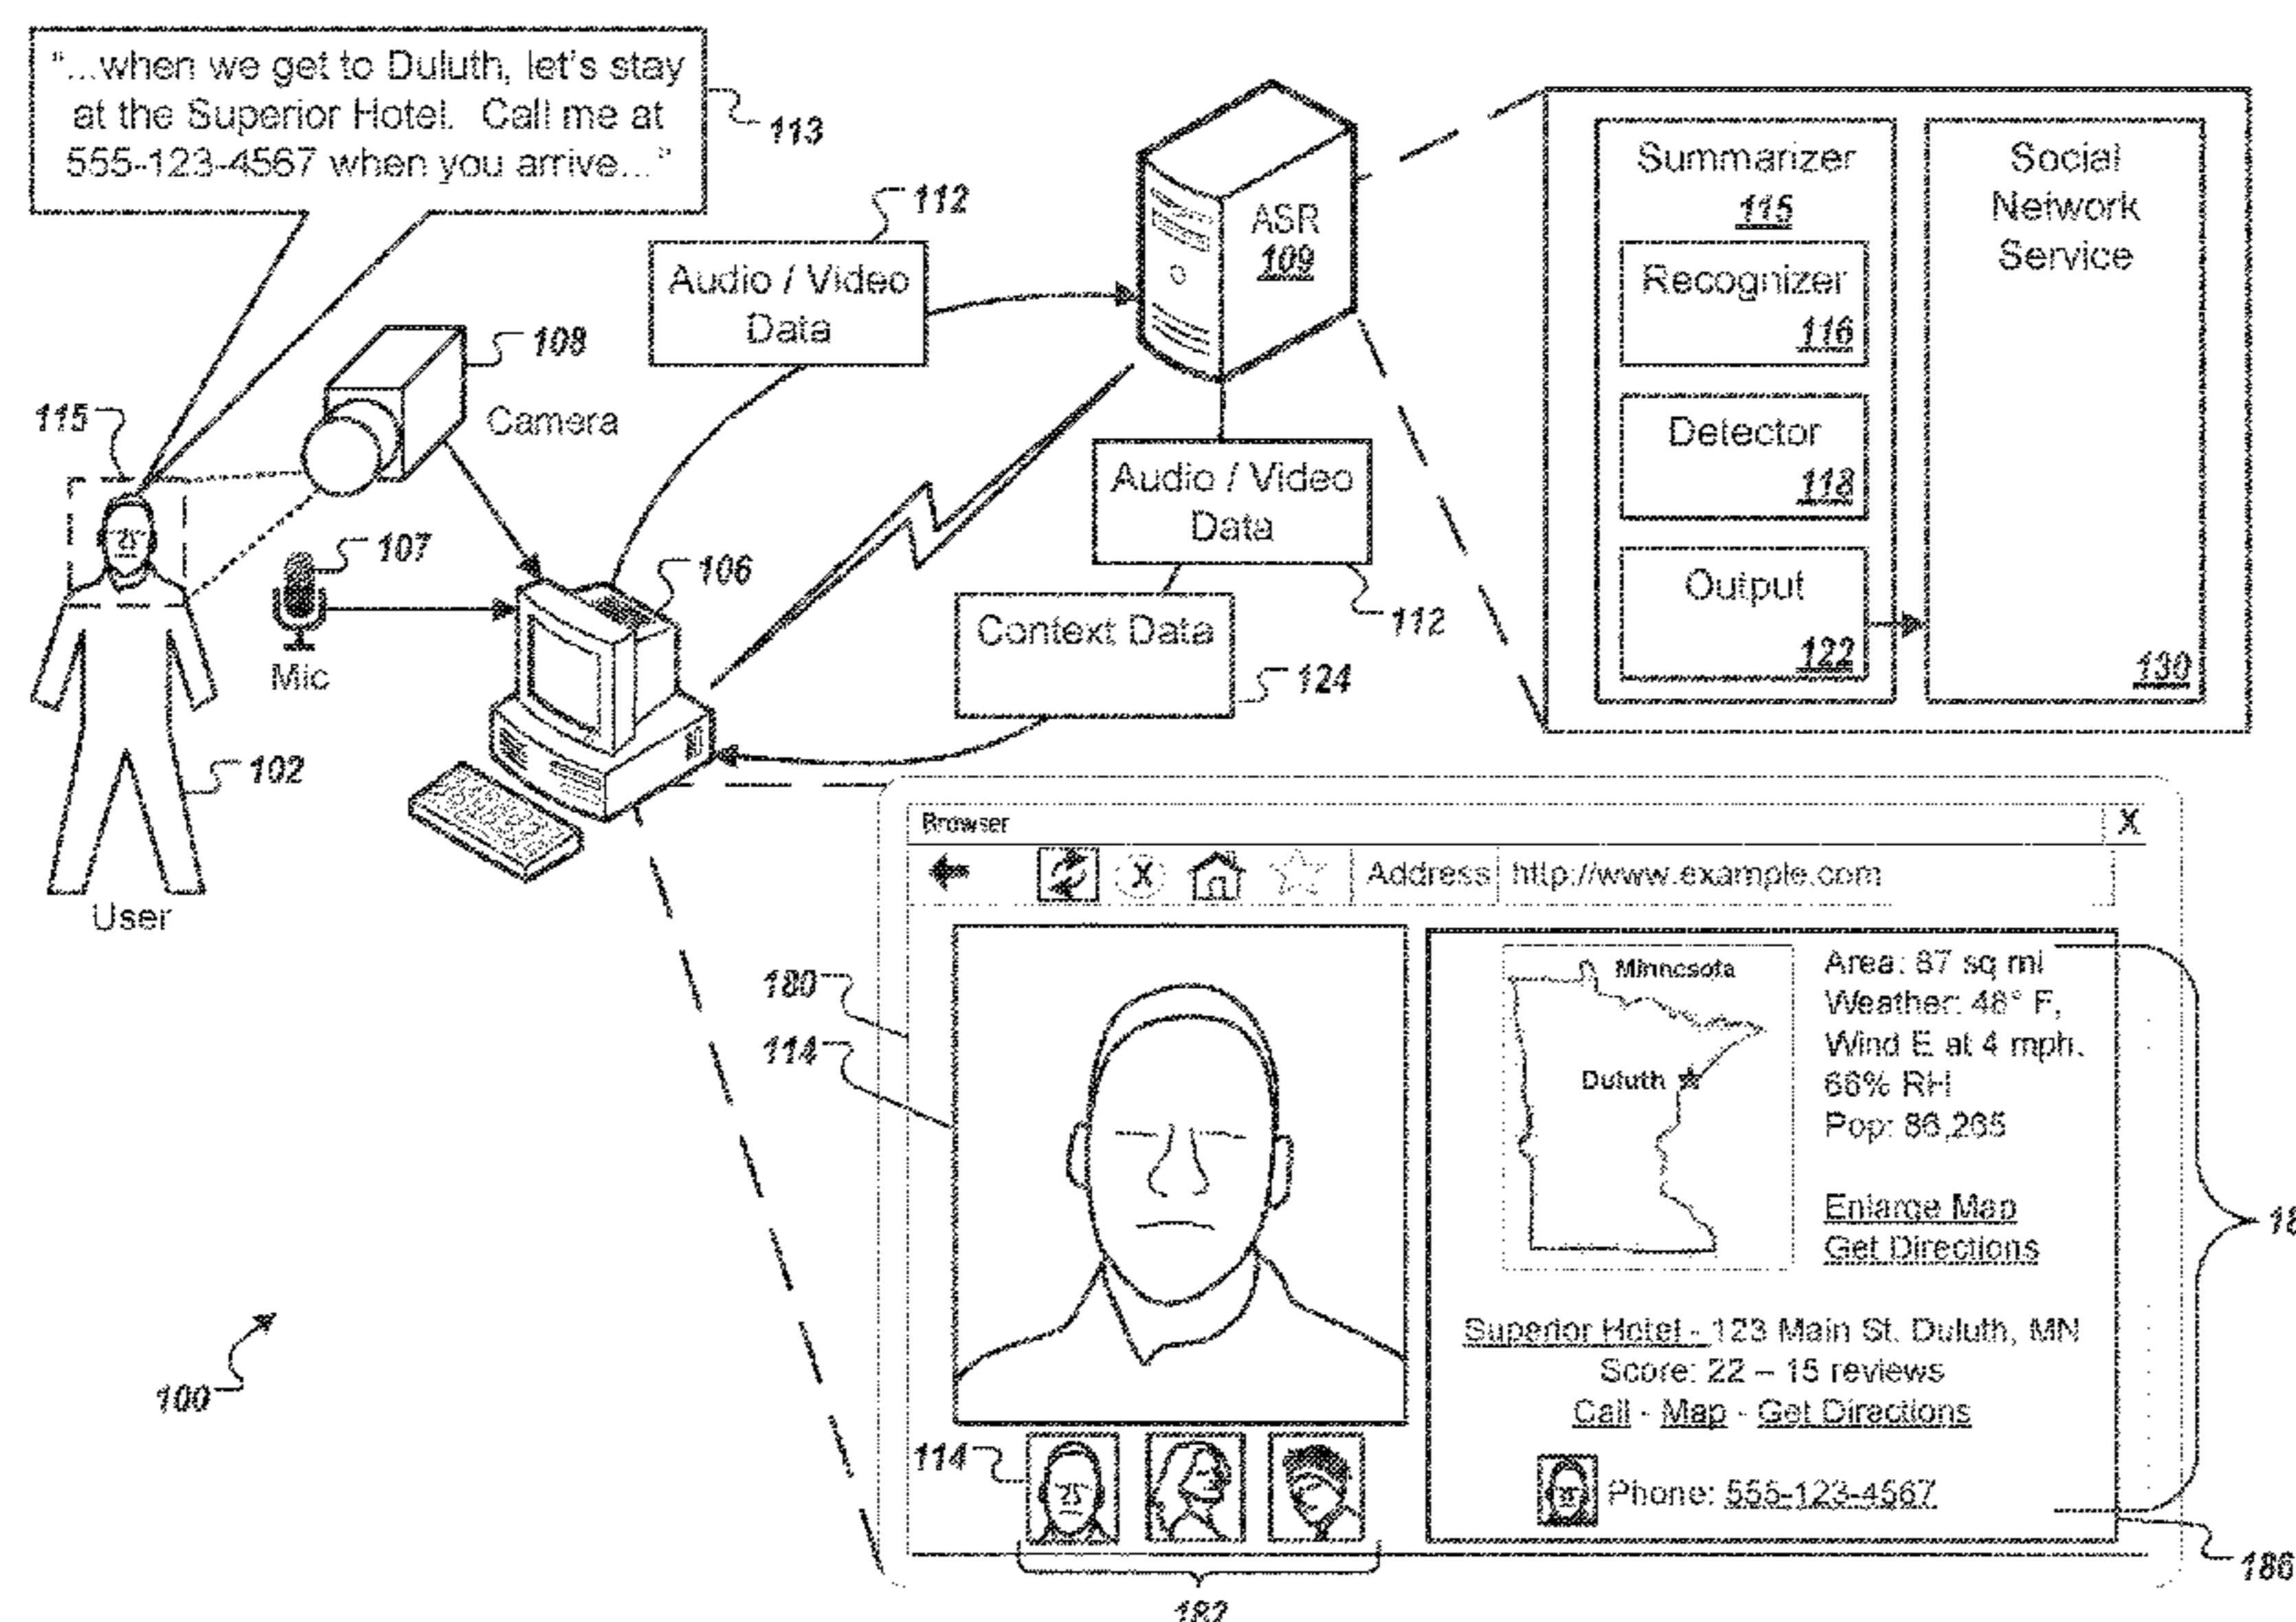 “...when we get to Duluth, let's stay
at the Superior Hotel. Call me at
555-123-4567 when you arrive...”
113
112
Audio / Video
Data
ASR
109
Summarizer
115
Recognizer
116
Detector
118
Output
122
Social
Network
Service
130
108
Camera
115
107
Mic
106
Audio / Video
Data
112
Context Data
124
102
User
Browser
X
X
Address
http://www.example.com
180
114
Minnesota
Duluth
Area: 87 sq mi
Weather: 48° F,
Wind E at 4 mph.
66% RH
Pop: 86,265
Enlarge Map
Get Directions
Superior Hotel - 123 Main St. Duluth, MN
Score: 22 – 15 reviews
Call - Map - Get Directions
Phone: 555-123-4567
114
182
186
100